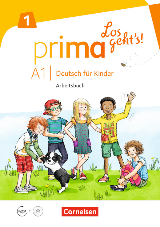 1
Los geht's!
prima
A1 | Deutsch für Kinder
Arbeitsbuch
Cornelsen